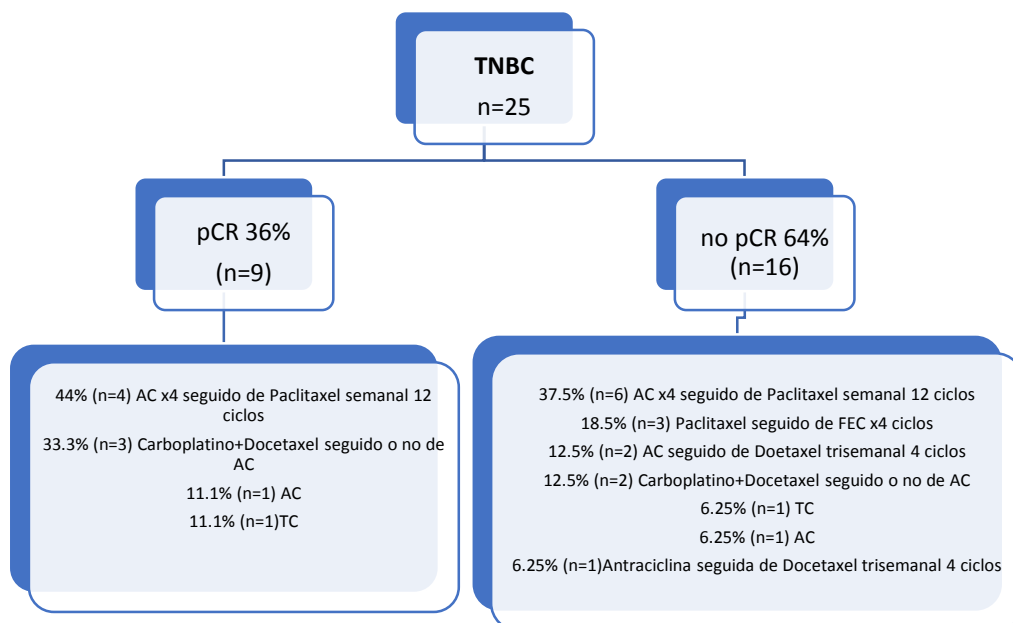 TNBC
n=25
pCR 36%
(n=9)
no pCR 64%
(n=16)
44% (n=4) AC x4 seguido de Paclitaxel semanal 12
ciclos
33.3% (n=3) Carboplatino+Docetaxel seguido o no de
AC
11.1% (n=1) AC
11.1% (n=1)TC
37.5% (n=6) AC x4 seguido de Paclitaxel semanal 12 ciclos
18.5% (n=3) Paclitaxel seguido de FEC x4 ciclos
12.5% (n=2) AC seguido de Doetaxel trisemanal 4 ciclos
12.5% (n=2) Carboplatino+Docetaxel seguido o no de AC
6.25% (n=1) TC
6.25% (n=1) AC
6.25% (n=1)Antraciclina seguida de Docetaxel trisemanal 4 ciclos